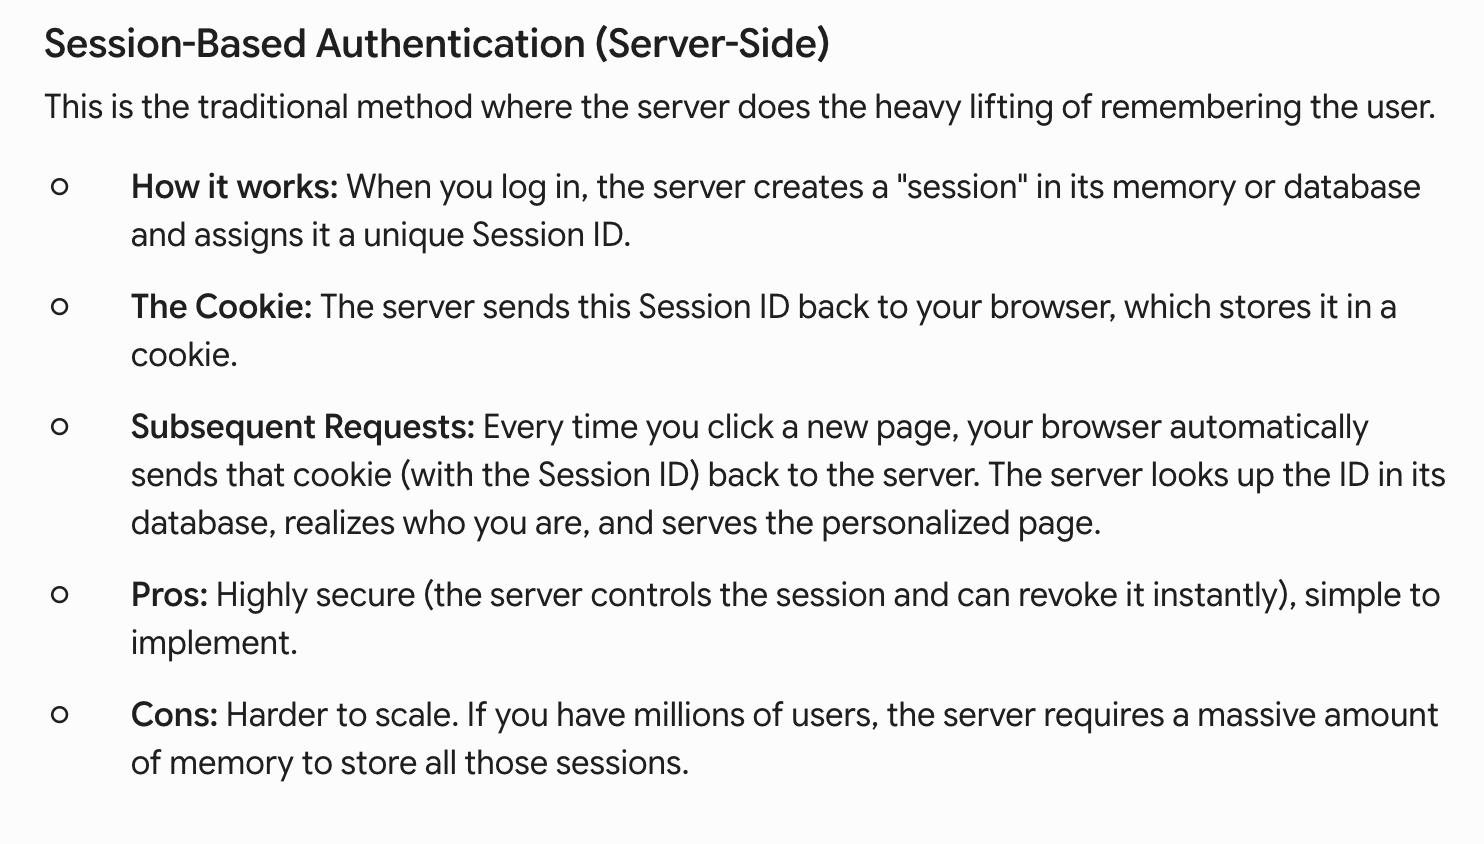 Session-Based Authentication (Server-Side)
This is the traditional method where the server does the heavy lifting of remembering the user.
How it works: When you log in, the server creates a "session" in its memory or database
and assigns it a unique Session ID.
The Cookie: The server sends this Session ID back to your browser, which stores it in a
cookie.
Subsequent Requests: Every time you click a new page, your browser automatically
sends that cookie (with the Session ID) back to the server. The server looks up the ID in its
database, realizes who you are, and serves the personalized page.
Pros: Highly secure (the server controls the session and can revoke it instantly), simple to
implement.
Cons: Harder to scale. If you have millions of users, the server requires a massive amount
of memory to store all those sessions.